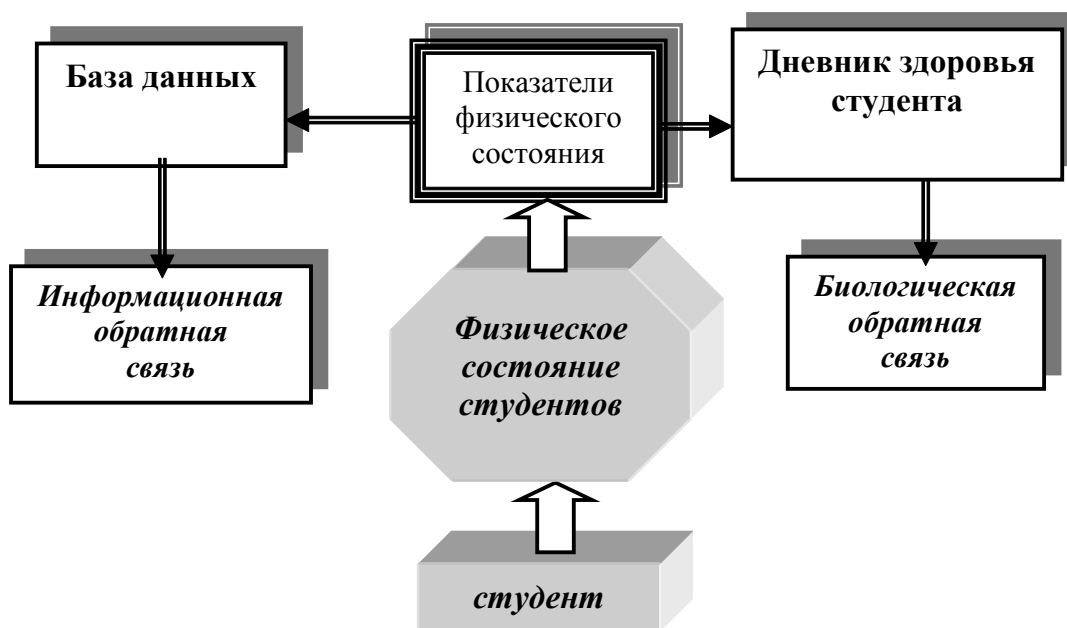 База данных
Показатели
физического
состояния
Дневник здоровья
студента
Информационная
обратная
связь
Физическое
состояние
студентов
Биологическая
обратная
связь
студент